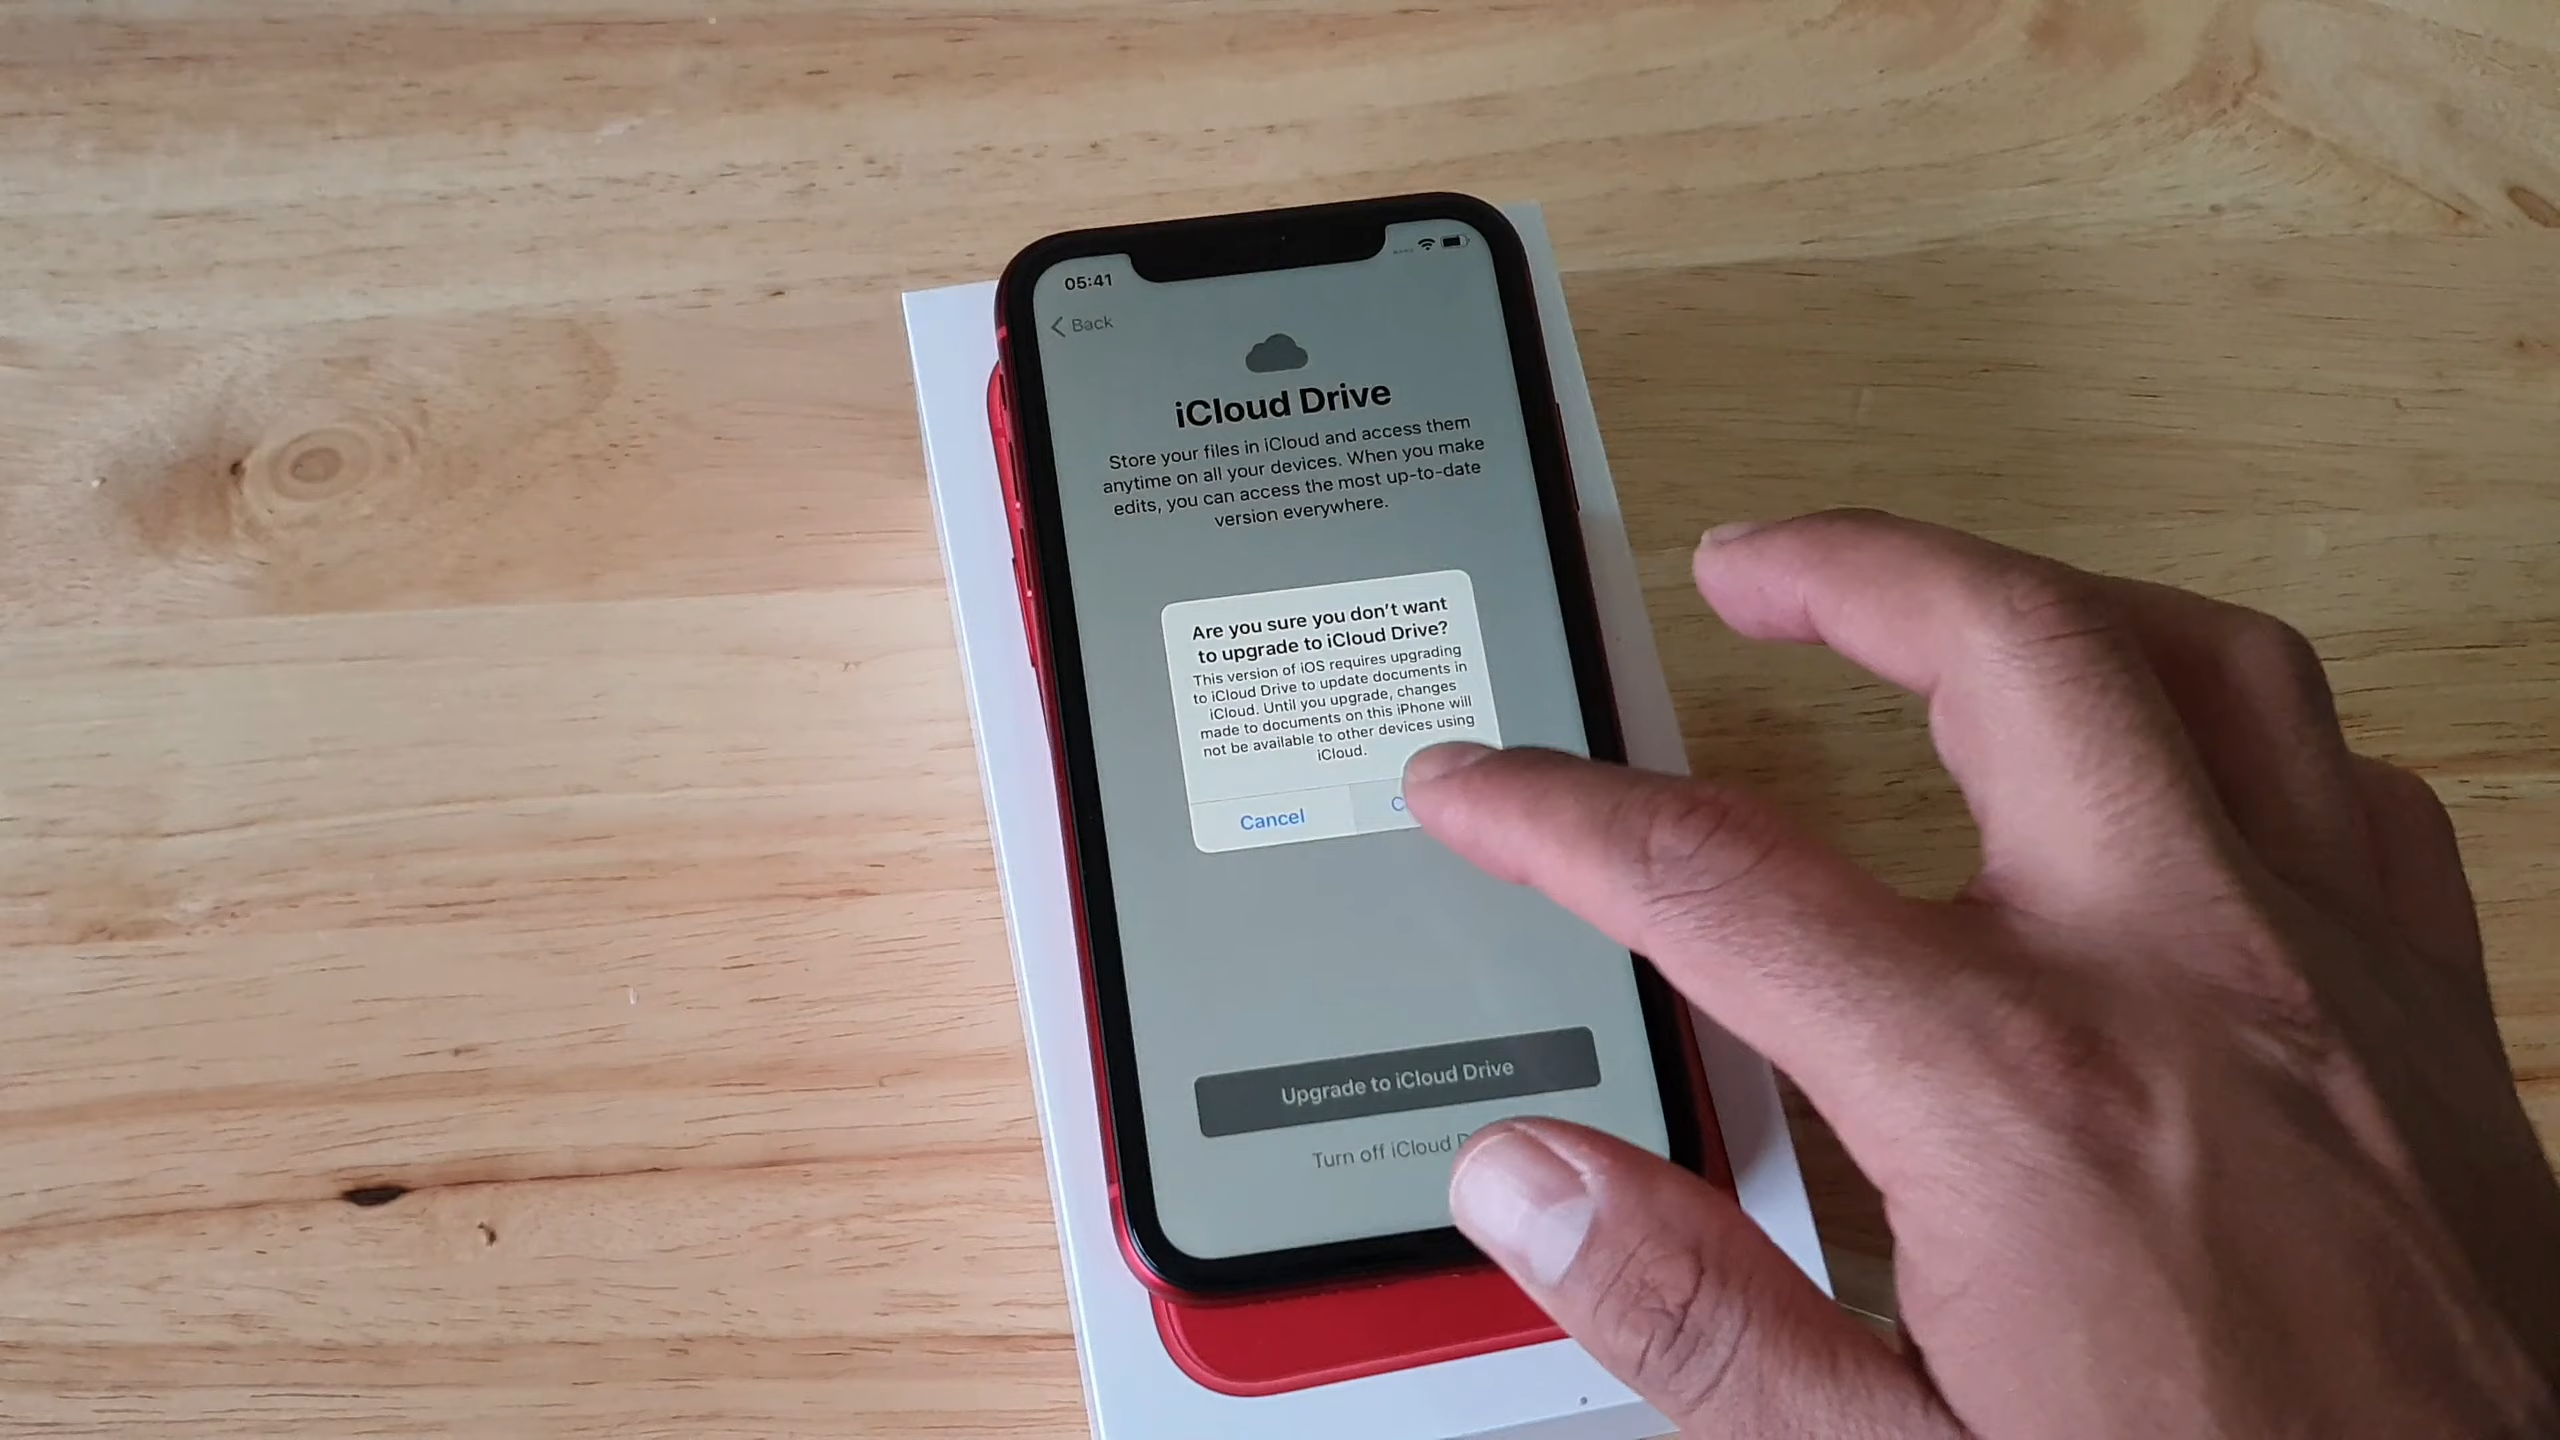 05:41
Back
iCloud Drive
Store your files in iCloud and access them
anytime on all your devices. When you make
edits, you can access the most up-to-date
version everywhere.
Are you sure you don't want
to upgrade to iCloud Drive?
This version of iOS requires upgrading
to iCloud Drive to update documents in
iCloud. Until you upgrade, changes
made to documents on this iPhone will
not be available to other devices using
iCloud.
Cancel
Upgrade to iCloud Drive
Turn off iCloud